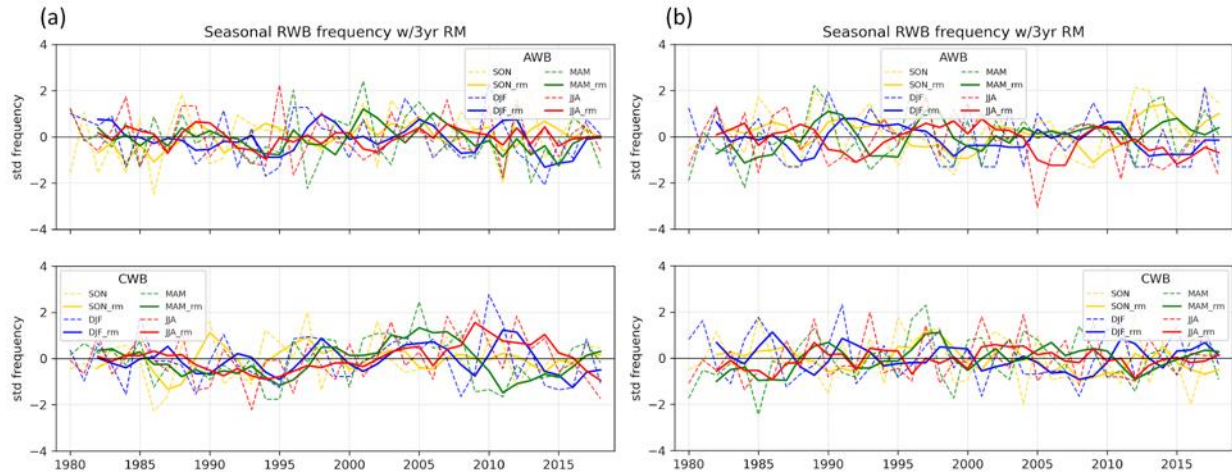 (a)
Seasonal RWB frequency w/3yr RM
4
2
0
−2
−4
std frequency
AWB
SON
SON_rm
DJF
DJF_rm
MAM
MAM_rm
JJA
JJA_rm
4
2
0
−2
−4
std frequency
CWB
SON
SON_rm
DJF
DJF_rm
MAM
MAM_rm
JJA
JJA_rm
1980 1985 1990 1995 2000 2005 2010 2015
(b)
Seasonal RWB frequency w/3yr RM
4
2
0
−2
−4
std frequency
AWB
SON
SON_rm
DJF
DJF_rm
MAM
MAM_rm
JJA
JJA_rm
4
2
0
−2
−4
std frequency
CWB
SON
SON_rm
DJF
DJF_rm
MAM
MAM_rm
JJA
JJA_rm
1980 1985 1990 1995 2000 2005 2010 2015